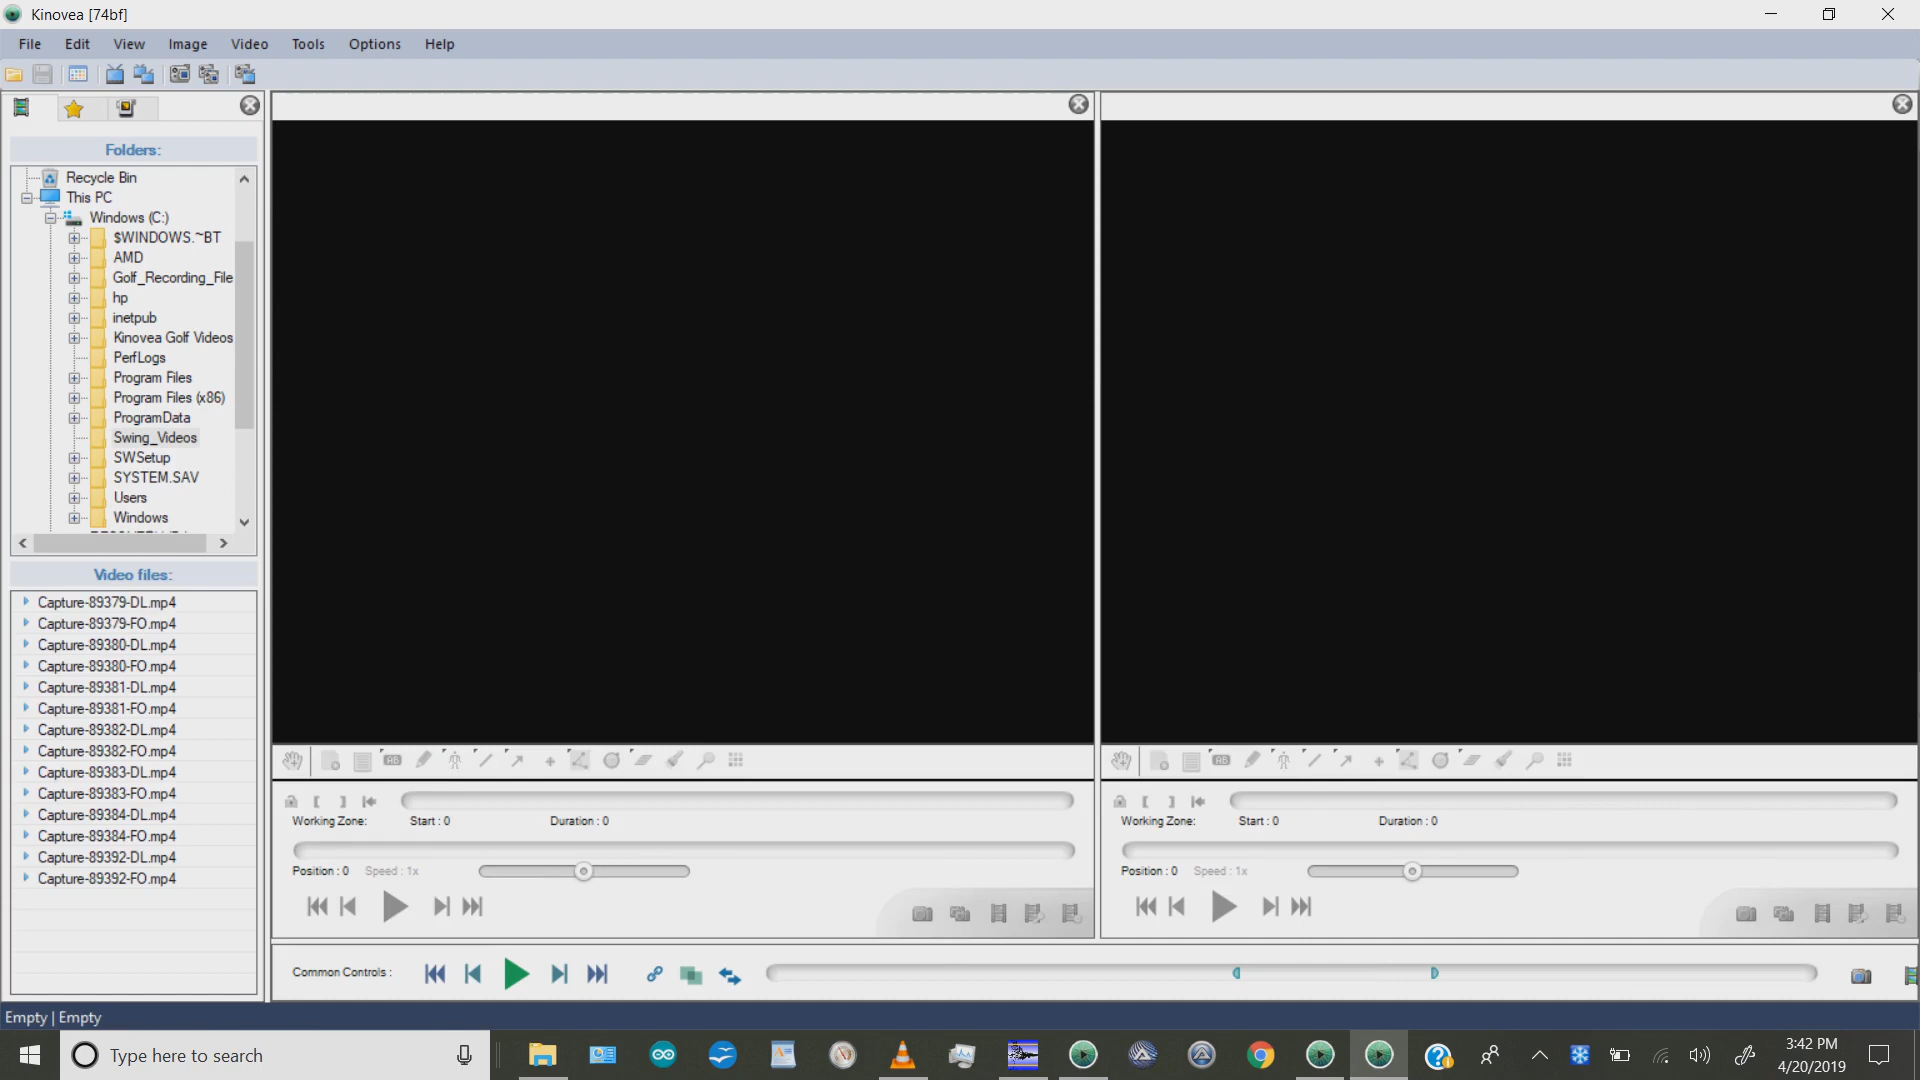 Kinovea [74bf]
File Edit View Image Video Tools Options Help
Folders:
Recycle Bin
This PC
Windows (C:)
$WINDOWS.~BT
AMD
Golf_Recording_File
hp
inetpub
Kinovea Golf Videos
PerfLogs
Program Files
Program Files (x86)
ProgramData
Swing_Videos
SWSetup
SYSTEM.SAV
Users
Windows
Video files:
Capture-89379-DL.mp4
Capture-89379-FO.mp4
Capture-89380-DL.mp4
Capture-89380-FO.mp4
Capture-89381-DL.mp4
Capture-89381-FO.mp4
Capture-89382-DL.mp4
Capture-89382-FO.mp4
Capture-89383-DL.mp4
Capture-89383-FO.mp4
Capture-89384-DL.mp4
Capture-89384-FO.mp4
Capture-89392-DL.mp4
Capture-89392-FO.mp4
Working Zone: Start : 0 Duration : 0
Position : 0 Speed : 1x
Working Zone: Start : 0 Duration : 0
Position : 0 Speed : 1x
Common Controls :
Empty | Empty
Type here to search
3:42 PM
4/20/2019